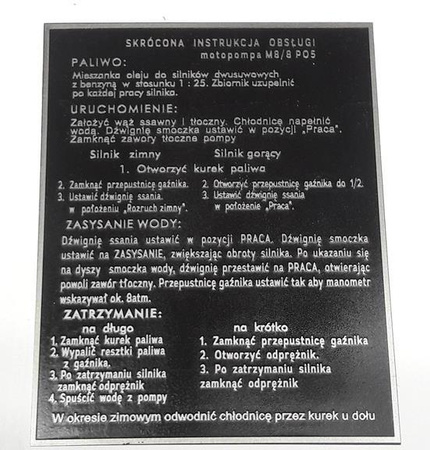 SKRÓCONA INSTRUKCJA OBSŁUGI
motopompa M8/8 PO5
PALIWO:
Mieszanka oleju do silników dwusuwowych
z benzyną w stosunku 1 : 25. Zbiornik uzupełnić
po każdej pracy silnika.
URUCHOMIENIE:
Założyć wąż ssawny i tłoczny. Chłodnicę napełnić
wodą. Dźwignię smoczka ustawić w pozycji „Praca".
Zamknąć zawory tłoczne pompy
Silnik zimny Silnik gorący
1. Otworzyć kurek paliwa
2. Zamknąć przepustnicę gaźnika. 2. Otworzyć przepustnicę gaźnika do 1/2.
3. Ustawić dźwignię ssania. 3. Ustawić dźwignię ssania
w położeniu „Rozruch zimny". w położenie „Praca".
ZASYSANIE WODY:
Dźwignię ssania ustawić w pozycji PRACA. Dźwignię smoczka
ustawić na ZASYSANIE, zwiększając obroty silnika. Po ukazaniu się
na dyszy smoczka wody, dźwignię przestawić na PRACA, otwierając
powoli zawór tłoczny. Przepustnicę gaźnika ustawić tak aby manometr
wskazywał ok. 8atm.
ZATRZYMANIE:
na długo na krótko
1. Zamknąć kurek paliwa 1. Zamknąć przepustnicę gaźnika
2. Wypalić resztki paliwa 2. Otworzyć odprężnik.
z gaźnika. 3. Po zatrzymaniu silnika
3. Po zatrzymaniu silnika zamknąć odprężnik
zamknąć odprężnik
4. Spuścić wodę z pompy
W okresie zimowym odwodnić chłodnicę przez kurek u dołu